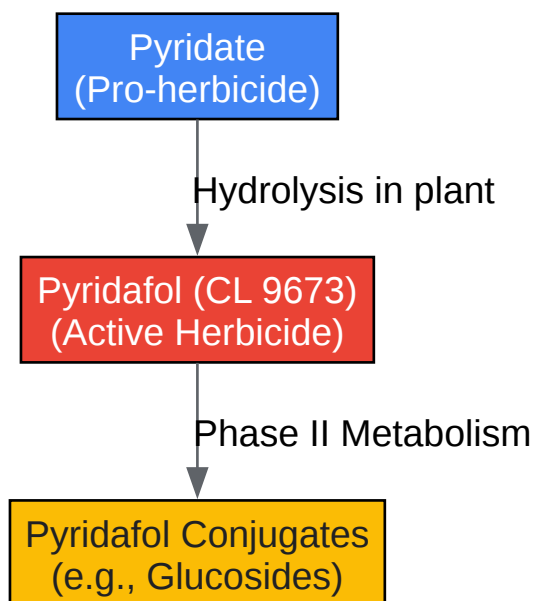 Pyridate
(Pro-herbicide)
Hydrolysis in plant
Pyridafol (CL 9673)
(Active Herbicide)
Phase II Metabolism
Pyridafol Conjugates
(e.g., Glucosides)